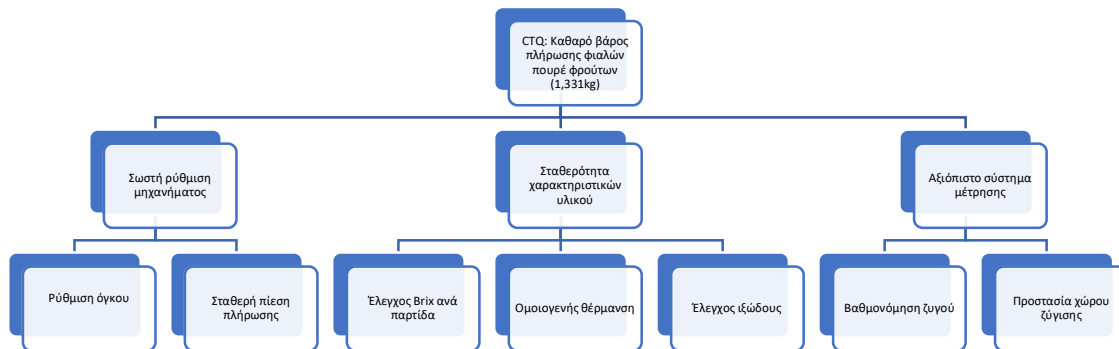 CTQ: Καθαρό βάρος
πλήρωσης φιαλών
πουρέ φρούτων
(1,331kg)
Σωστή ρύθμιση
μηχανήματος
Σταθερότητα
χαρακτηριστικών
υλικού
Αξιόπιστο σύστημα
μέτρησης
Ρύθμιση όγκου
Σταθερή πίεση
πλήρωσης
Έλεγχος Brix ανά
παρτίδα
Ομοιογενής θέρμανση
Έλεγχος ιξώδους
Βαθμονόμηση ζυγού
Προστασία χώρου
ζύγισης